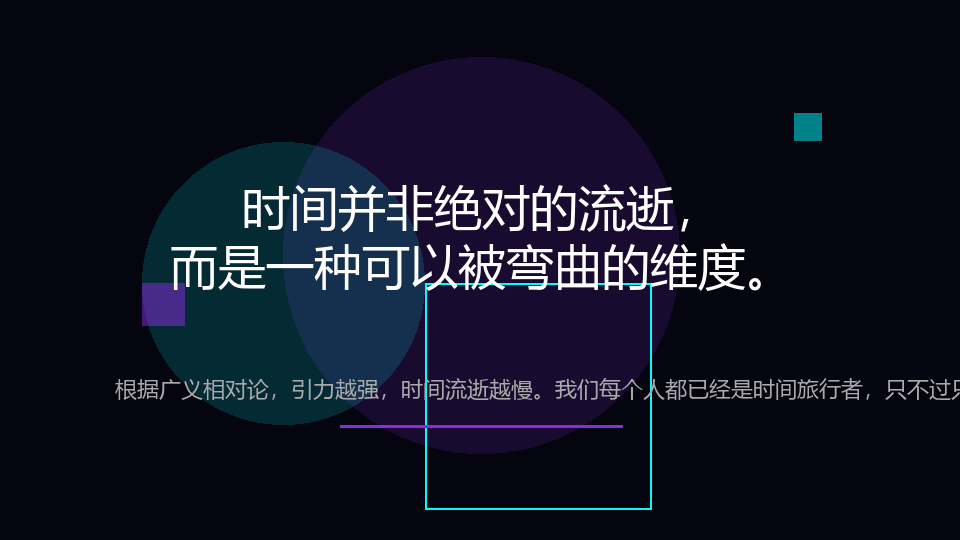 时间并非绝对的流逝，
而是一种可以被弯曲的维度。
根据广义相对论，引力越强，时间流逝越慢。我们每个人都已经是时间旅行者，只不过只